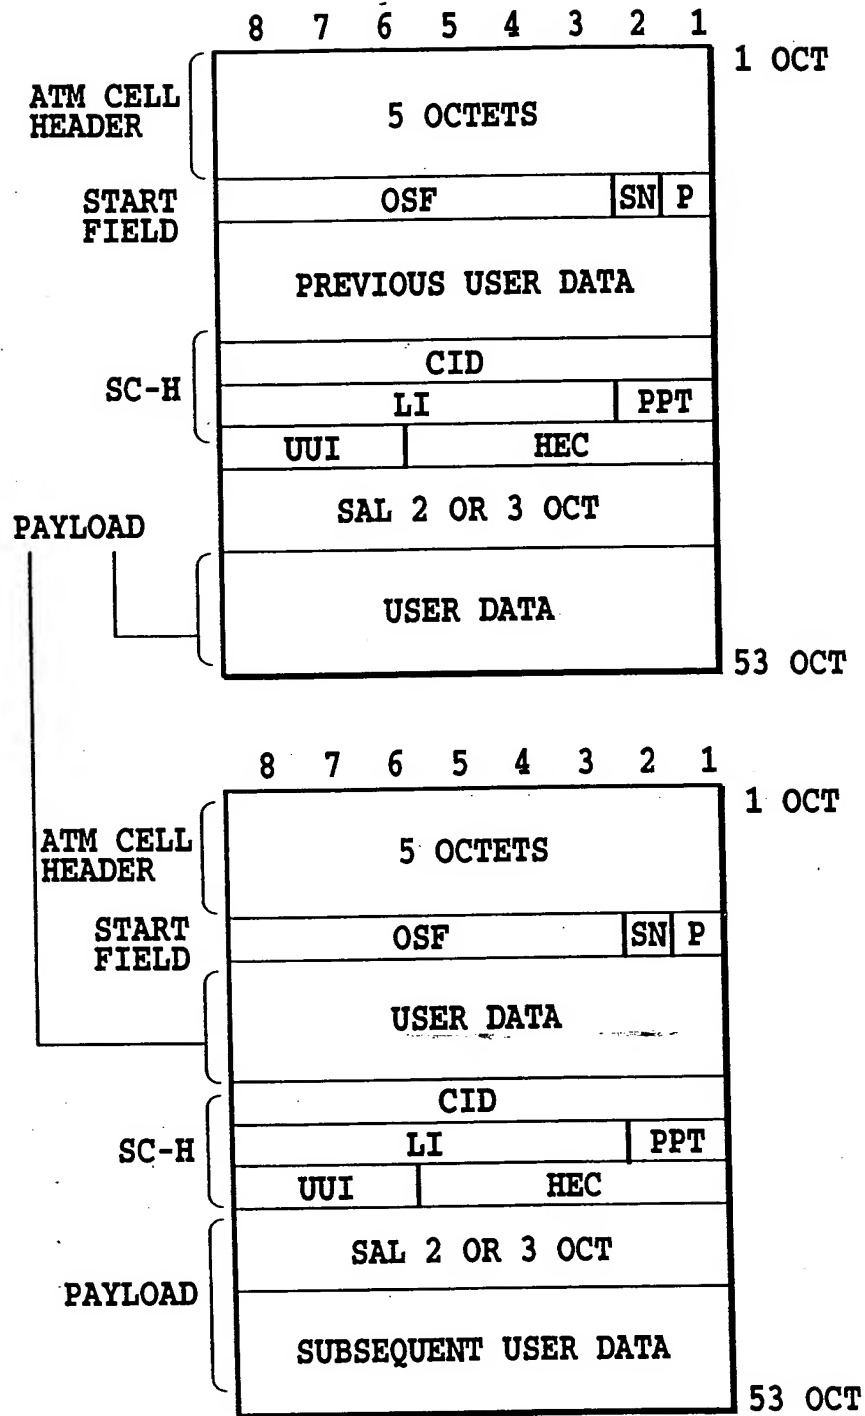 8 7 6 5 4 3 2 1
1 OCT
ATM CELL
HEADER
5 OCTETS
START
FIELD
OSF SN P
PREVIOUS USER DATA
SC-H
CID
LI PPT
UUI HEC
SAL 2 OR 3 OCT
PAYLOAD
USER DATA
53 OCT
8 7 6 5 4 3 2 1
1 OCT
ATM CELL
HEADER
5 OCTETS
START
FIELD
OSF SN P
USER DATA
CID
SC-H
LI PPT
UUI HEC
SAL 2 OR 3 OCT
PAYLOAD
SUBSEQUENT USER DATA
53 OCT